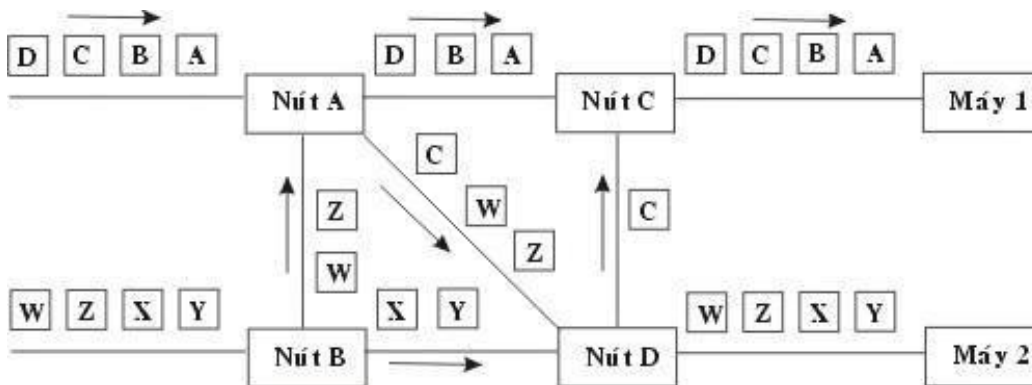 D C B A D B A D C B A
Nút A Nút C Máy 1
C
Z W C
W Z
W Z X Y X Y W Z X Y
Nút B Nút D Máy 2